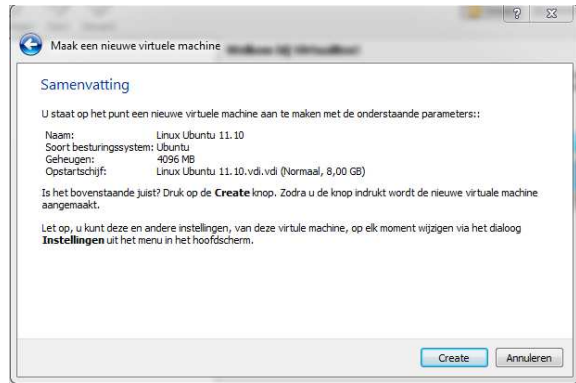 Maak een nieuwe virtuele machine
Welkom bij VirtualBox!
Samenvatting
U staat op het punt een nieuwe virtuele machine aan te maken met de onderstaande parameters::
Naam: Linux Ubuntu 11.10
Soort besturingssystem: Ubuntu
Geheugen: 4096 MB
Opstartschijf: Linux Ubuntu 11.10.vdi.vdi (Normaal, 8,00 GB)
Is het bovenstaande juist? Druk op de Create knop. Zodra u de knop indrukt wordt de nieuwe virtuale machine
aangemaakt.
Let op, u kunt deze en andere instellingen, van deze virtule machine, op elk moment wijzigen via het dialoog
Instellingen uit het menu in het hoofdscherm.
Create
Annuleren